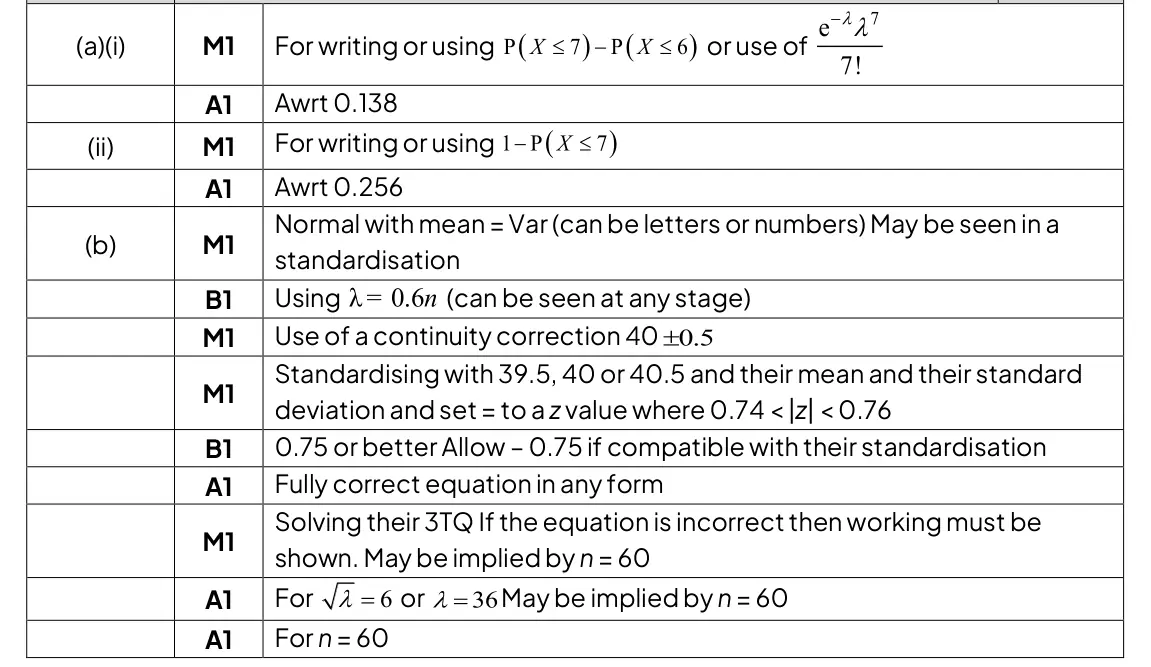 (a)(i) M1 For writing or using P(X ≤ 7) – P(X ≤ 6) or use of e^{−λ}λ^7 / 7!
A1 Awrt 0.138
(ii) M1 For writing or using 1–P(X ≤ 7)
A1 Awrt 0.256
(b) M1 Normal with mean = Var (can be letters or numbers) May be seen in a
standardisation
B1 Using λ = 0.6n (can be seen at any stage)
M1 Use of a continuity correction 40 ±0.5
M1 Standardising with 39.5, 40 or 40.5 and their mean and their standard
deviation and set = to a z value where 0.74 < |z| < 0.76
B1 0.75 or better Allow – 0.75 if compatible with their standardisation
A1 Fully correct equation in any form
M1 Solving their 3TQ If the equation is incorrect then working must be
shown. May be implied by n = 60
A1 For √λ = 6 or λ = 36 May be implied by n = 60
A1 For n = 60